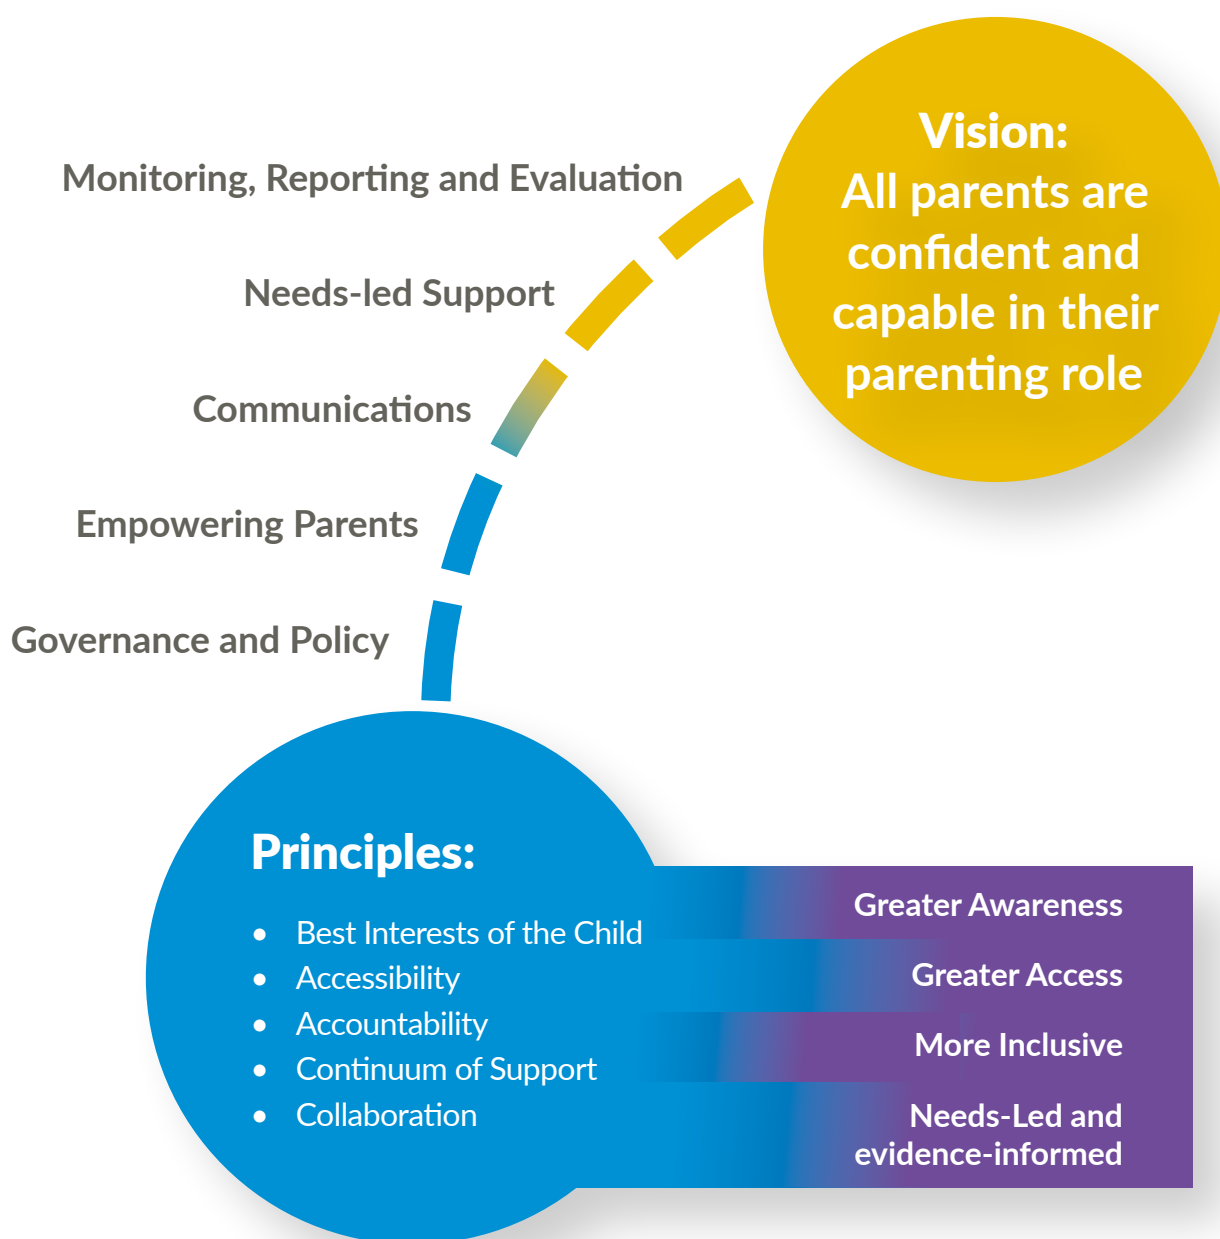 Vision:
All parents are
confident and
capable in their
parenting role
Monitoring, Reporting and Evaluation
Needs-led Support
Communications
Empowering Parents
Governance and Policy
Principles:
• Best Interests of the Child
• Accessibility
• Accountability
• Continuum of Support
• Collaboration
Greater Awareness
Greater Access
More Inclusive
Needs-Led and
evidence-informed